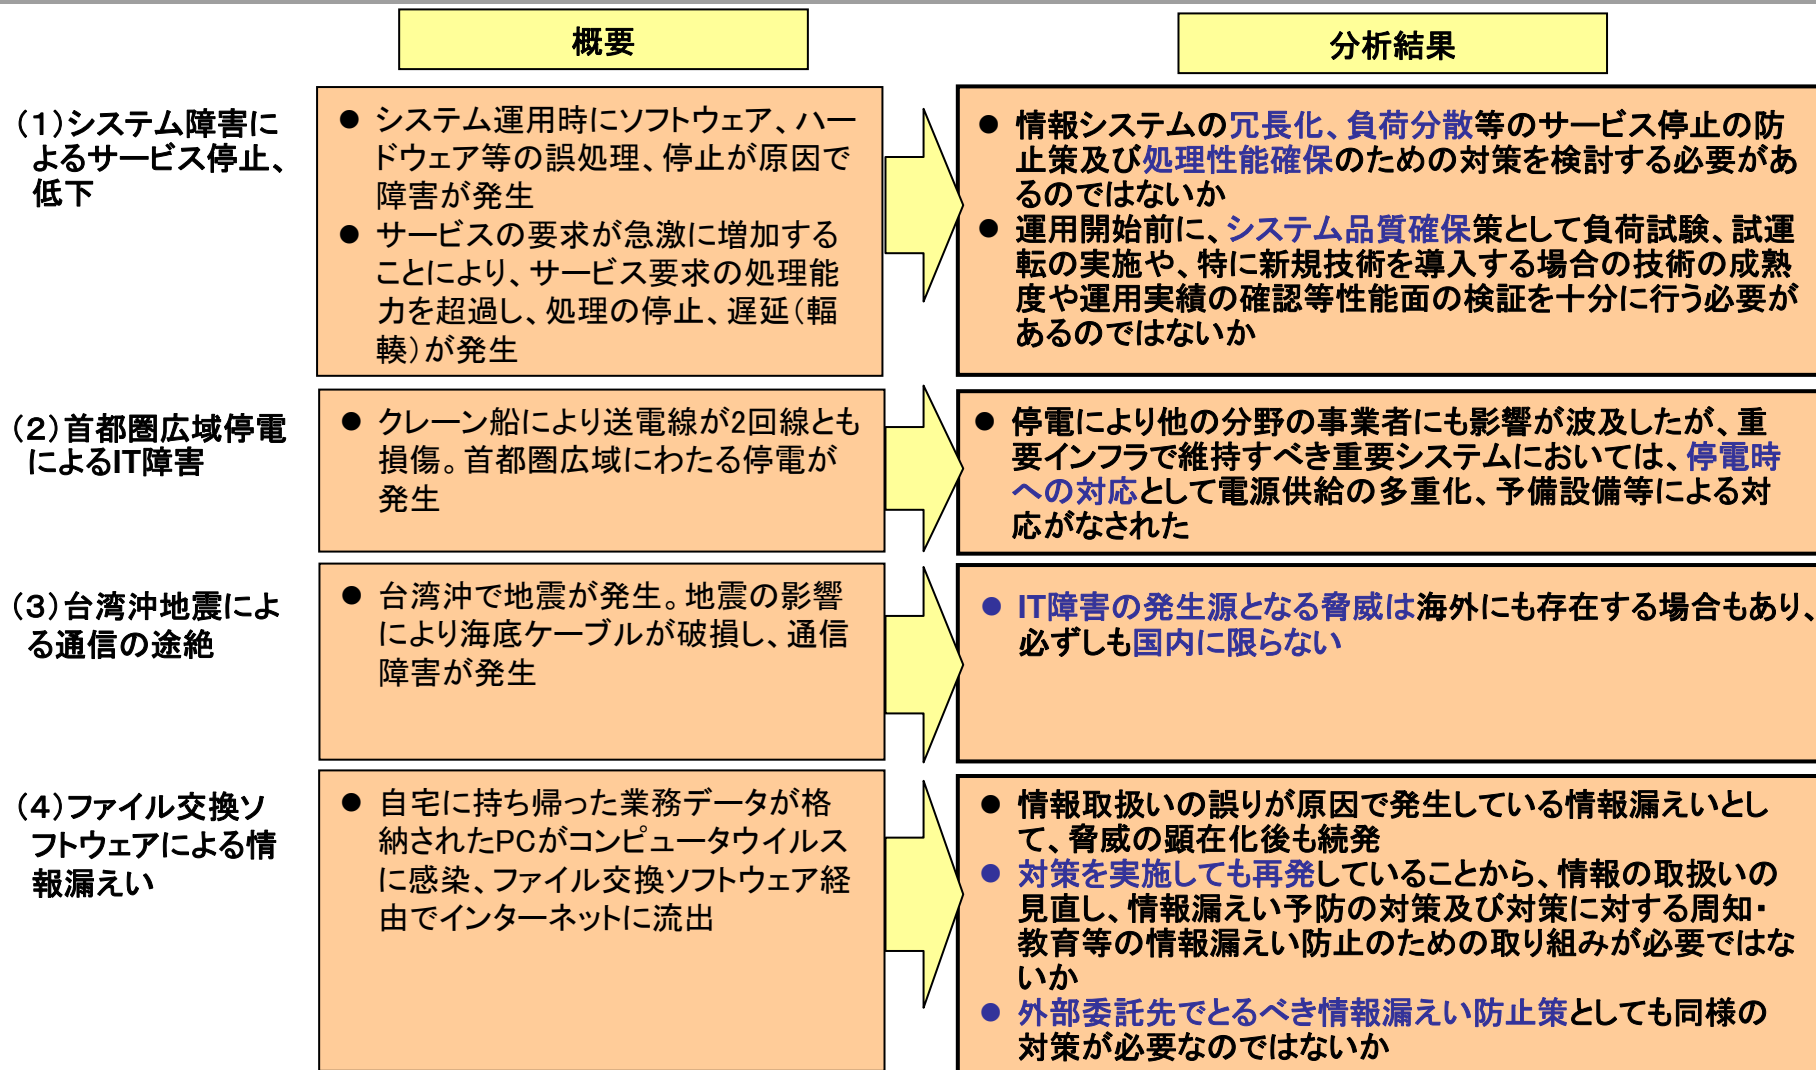 概要
分析結果
(1)システム障害に
よるサービス停止、
低下
● システム運用時にソフトウェア、ハー
ドウェア等の誤処理、停止が原因で
障害が発生
● サービスの要求が急激に増加する
ことにより、サービス要求の処理能
力を超過し、処理の停止、遅延(輻
輳)が発生
● 情報システムの冗長化、負荷分散等のサービス停止の防
止策及び処理性能確保のための対策を検討する必要があ
るのではないか
● 運用開始前に、システム品質確保策として負荷試験、試運
転の実施や、特に新規技術を導入する場合の技術の成熟
度や運用実績の確認等性能面の検証を十分に行う必要が
あるのではないか
(2)首都圏広域停電
によるIT障害
● クレーン船により送電線が2回線とも
損傷。首都圏広域にわたる停電が
発生
● 停電により他の分野の事業者にも影響が波及したが、重
要インフラで維持すべき重要システムにおいては、停電時
への対応として電源供給の多重化、予備設備等による対
応がなされた
(3)台湾沖地震によ
る通信の途絶
● 台湾沖で地震が発生。地震の影響
により海底ケーブルが破損し、通信
障害が発生
● IT障害の発生源となる脅威は海外にも存在する場合もあり、
必ずしも国内に限らない
(4)ファイル交換ソ
フトウェアによる情
報漏えい
● 自宅に持ち帰った業務データが格
納されたPCがコンピュータウイルス
に感染、ファイル交換ソフトウェア経
由でインターネットに流出
● 情報取扱いの誤りが原因で発生している情報漏えいとし
て、脅威の顕在化後も続発
● 対策を実施しても再発していることから、情報の取扱いの
見直し、情報漏えい予防の対策及び対策に対する周知・
教育等の情報漏えい防止のための取り組みが必要ではな
いか
● 外部委託先でとるべき情報漏えい防止策としても同様の
対策が必要なのではないか